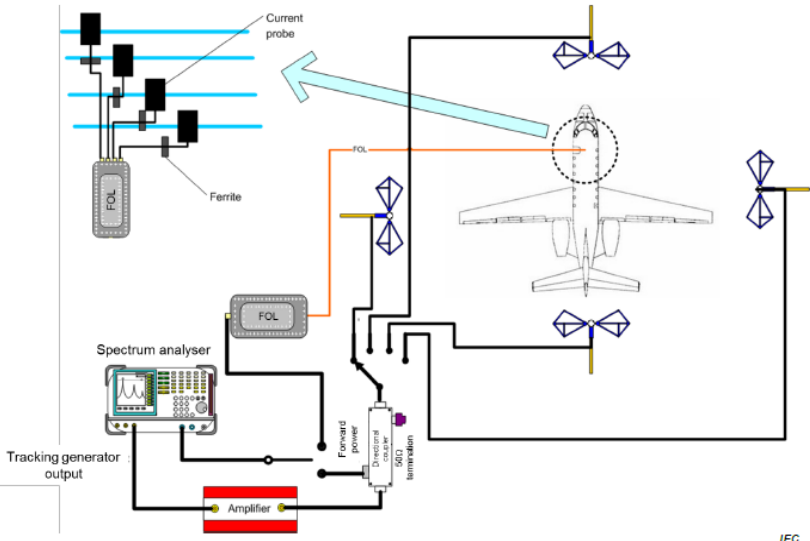 Current
probe
FOL
Ferrite
FOL
FOL
Spectrum analyser
Forward
power
Directional
coupler
50Ω
termination
Tracking generator
output
Amplifier
IEC